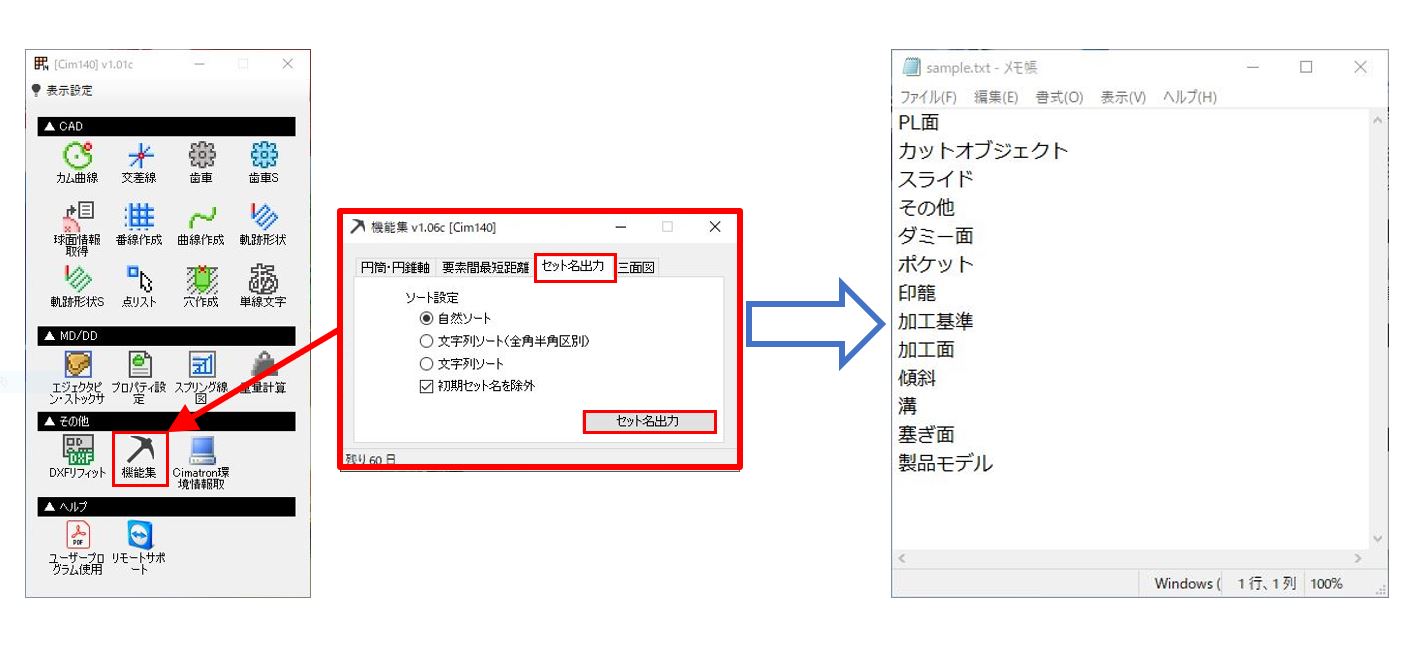 [Cim140] v1.01c
表示設定
▲ CAD
カム曲線 交差線 歯車 歯車S
球面情報取得 番線作成 曲線作成 軌跡形状
軌跡形状S 点リスト 穴作成 単線文字
▲ MD/DD
エジェクタピン・ストックサ プロパティ設定 スプリング線図 重量計算
▲ その他
DXFリフィット 機能集 Cimatron環境情報取
▲ ヘルプ
ユーザープログラム使用 リモートサポート
機能集 v1.06c [Cim140]
円筒・円錐軸 要素間最短距離 セット名出力 三面図
ソート設定
自然ソート
文字列ソート(全角半角区別)
文字列ソート
初期セット名を除外
セット名出力
残り 60 日
sample.txt - メモ帳
ファイル(F) 編集(E) 書式(O) 表示(V) ヘルプ(H)
PL面
カットオブジェクト
スライド
その他
ダミー面
ポケット
印籠
加工基準
加工面
傾斜
溝
塞ぎ面
製品モデル
Windows ( 1 行、1 列 100%